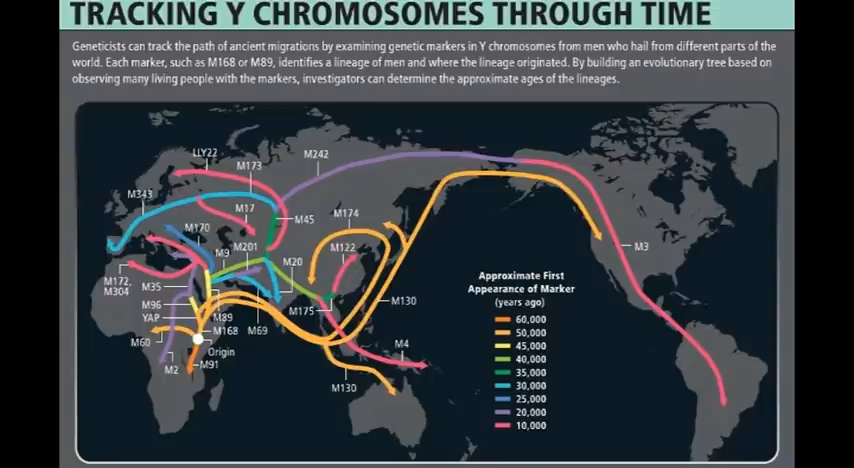 TRACKING Y CHROMOSOMES THROUGH TIME
Geneticists can track the path of ancient migrations by examining genetic markers in Y chromosomes from men who hail from different parts of the
world. Each marker, such as M168 or M89, identifies a lineage of men and where the lineage originated. By building an evolutionary tree based on
observing many living people with the markers, investigators can determine the approximate ages of the lineages.
LLY22
M242
M173
M343
M17
M174
M45
M170
M201
M122
M3
M9
M20
M172,
M304
M35
Approximate First
Appearance of Marker
(years ago)
M96
M175
M130
YAP
M89
M69
M168
M60
M4
Origin
M2
M91
M130
60,000
50,000
45,000
40,000
35,000
30,000
25,000
20,000
10,000